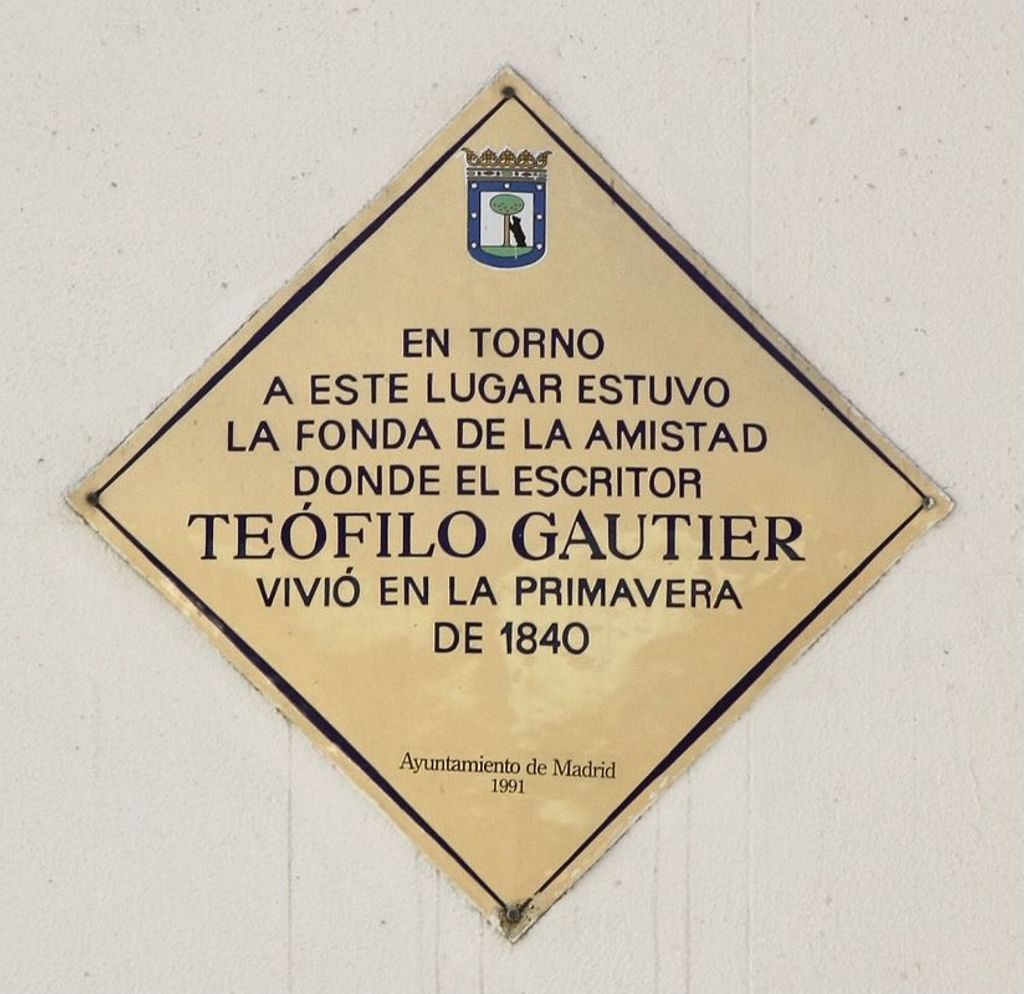 EN TORNO
A ESTE LUGAR ESTUVO
LA FONDA DE LA AMISTAD
DONDE EL ESCRITOR
TEÓFILO GAUTIER
VIVIÓ EN LA PRIMAVERA
DE 1840
Ayuntamiento de Madrid
1991